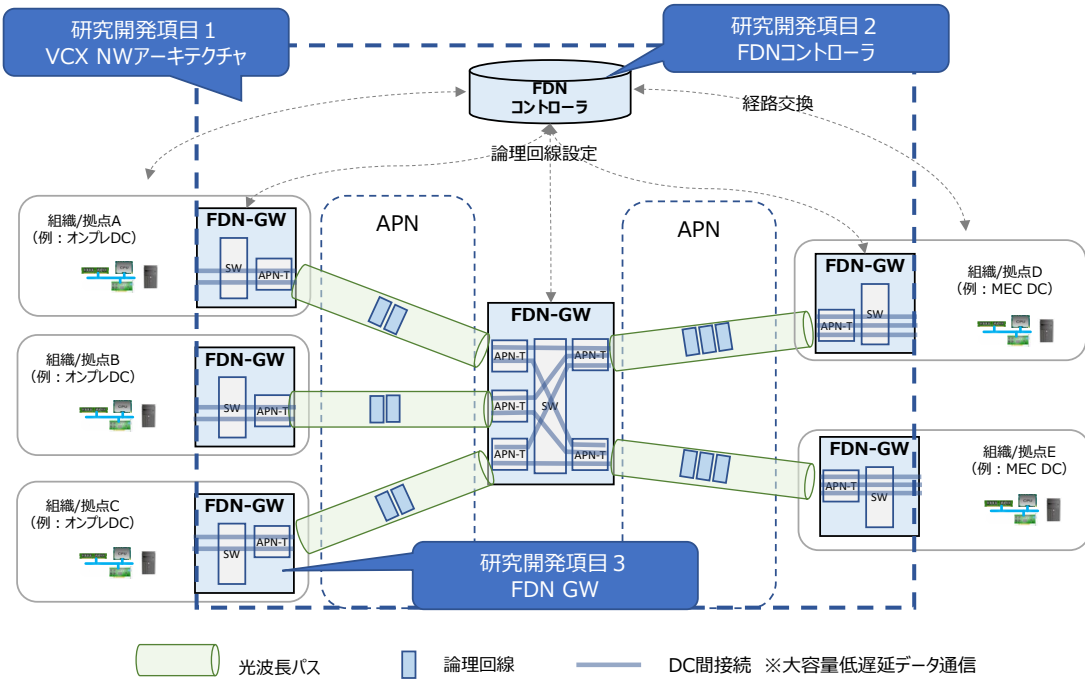 研究開発項目１
VCX NWアーキテクチャ
研究開発項目２
FDNコントローラ
FDN
コントローラ
経路交換
論理回線設定
組織/拠点A
（例：オンプレDC）
FDN-GW
SW
APN-T
APN
APN
FDN-GW
APN-T
SW
組織/拠点D
（例：MEC DC）
組織/拠点B
（例：オンプレDC）
FDN-GW
SW
APN-T
FDN-GW
APN-T
APN-T
APN-T
SW
APN-T
APN-T
組織/拠点C
（例：オンプレDC）
FDN-GW
SW
APN-T
FDN-GW
APN-T
SW
組織/拠点E
（例：MEC DC）
研究開発項目３
FDN GW
光波長パス
論理回線
DC間接続 ※大容量低遅延データ通信